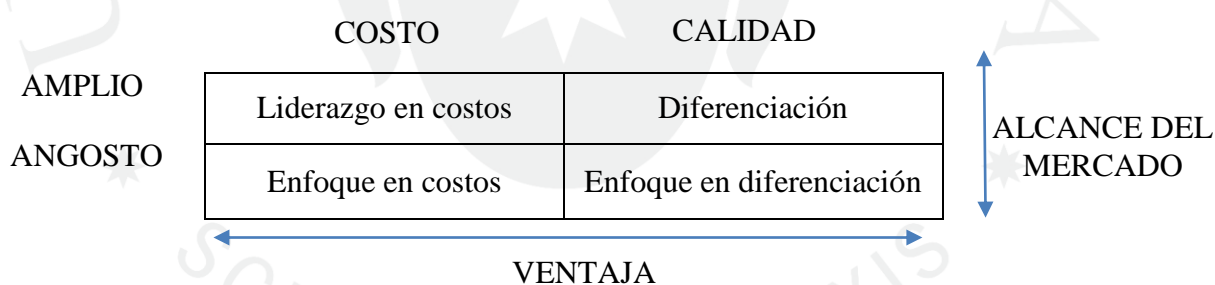 COSTO CALIDAD
AMPLIO
Liderazgo en costos Diferenciación
ANGOSTO
Enfoque en costos Enfoque en diferenciación
ALCANCE DEL
MERCADO
VENTAJA